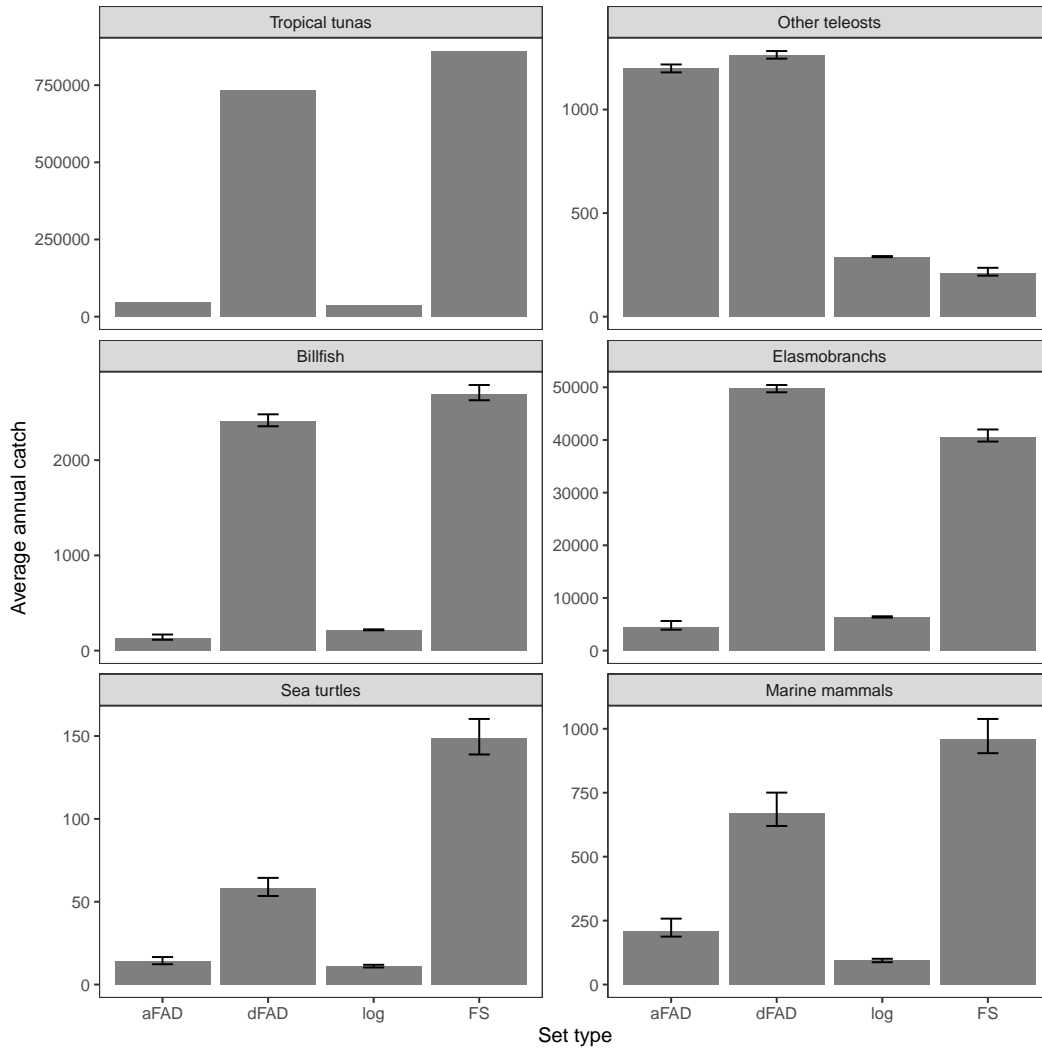 Tropical tunas
Other teleosts
750000
500000
250000
0
1000
500
0
Billfish
Elasmobranchs
2000
1000
0
50000
40000
30000
20000
10000
0
Sea turtles
Marine mammals
150
100
50
0
1000
750
500
250
0
aFAD dFAD log FS
aFAD dFAD log FS
Set type
Average annual catch